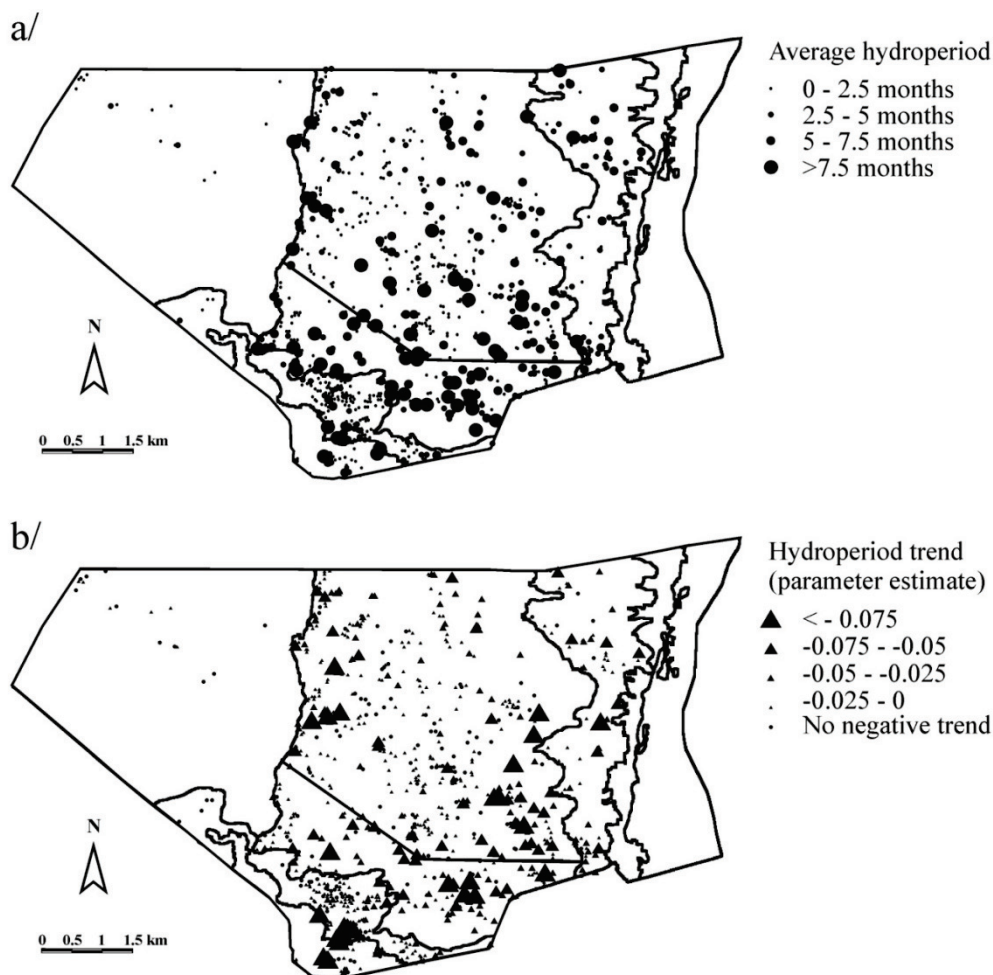 a/
Average hydroperiod
0 - 2.5 months
2.5 - 5 months
5 - 7.5 months
>7.5 months
N
0 0.5 1 1.5 km
b/
Hydroperiod trend
(parameter estimate)
< - 0.075
-0.075 - -0.05
-0.05 - -0.025
-0.025 - 0
No negative trend
N
0 0.5 1 1.5 km